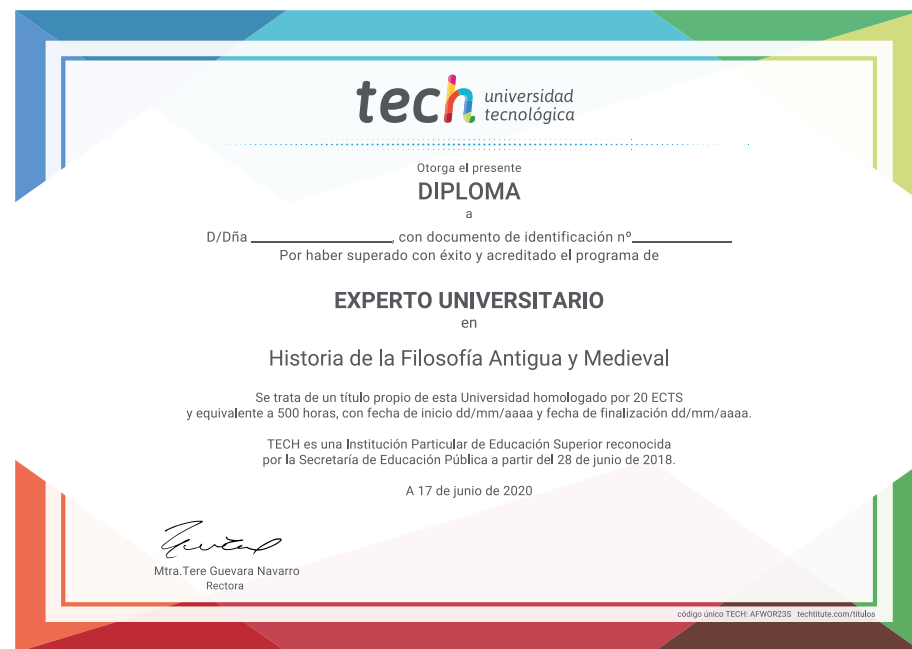 tech universidad
tecnológica
Otorga el presente
DIPLOMA
a
D/Dña ____________________, con documento de identificación nº______________
Por haber superado con éxito y acreditado el programa de
EXPERTO UNIVERSITARIO
en
Historia de la Filosofía Antigua y Medieval
Se trata de un título propio de esta Universidad homologado por 20 ECTS
y equivalente a 500 horas, con fecha de inicio dd/mm/aaaa y fecha de finalización dd/mm/aaaa.
TECH es una Institución Particular de Educación Superior reconocida
por la Secretaría de Educación Pública a partir del 28 de junio de 2018.
A 17 de junio de 2020
Mtra.Tere Guevara Navarro
Rectora
código único TECH: AFWOR23S techtitute.com/titulos